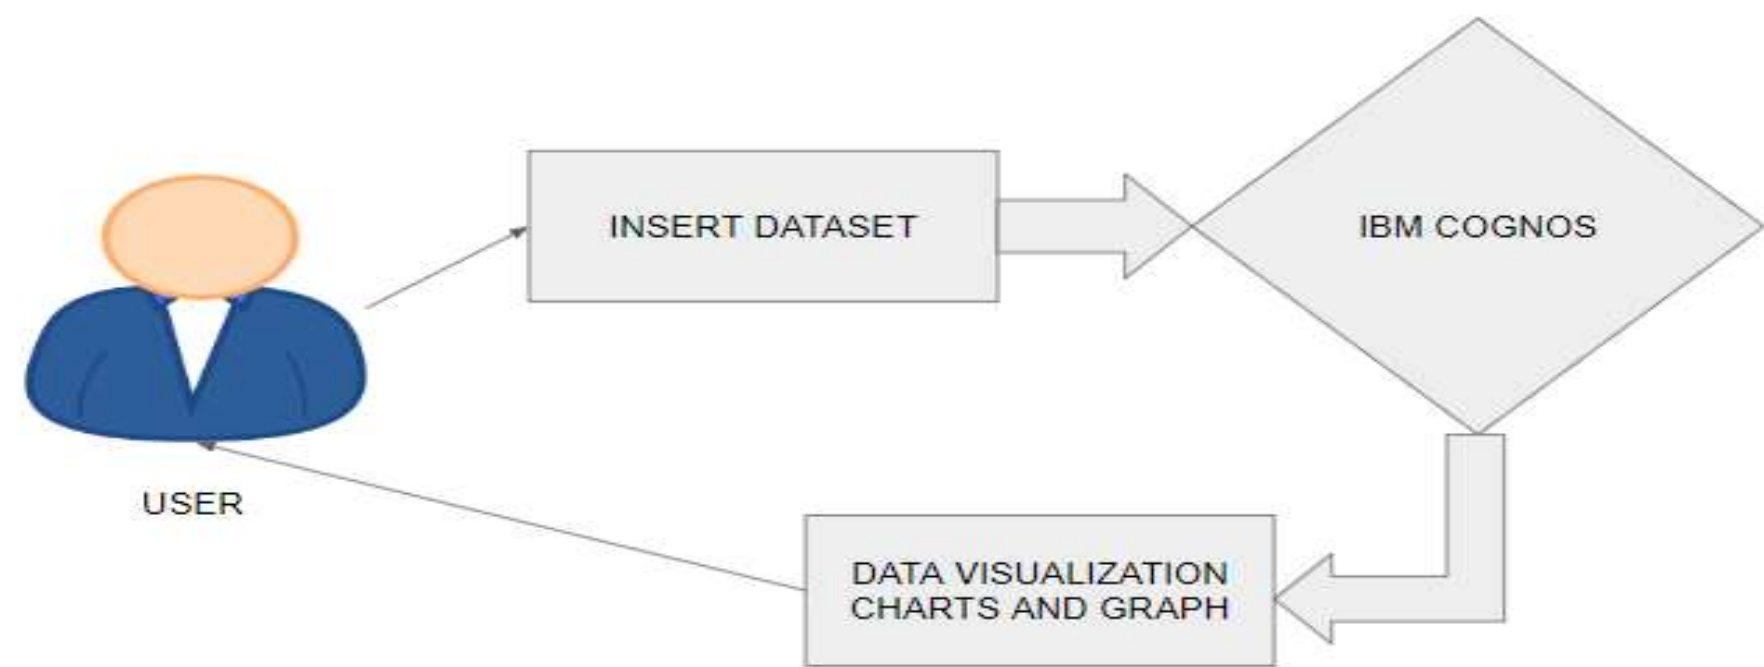 INSERT DATASET
IBM COGNOS
USER
DATA VISUALIZATION
CHARTS AND GRAPH